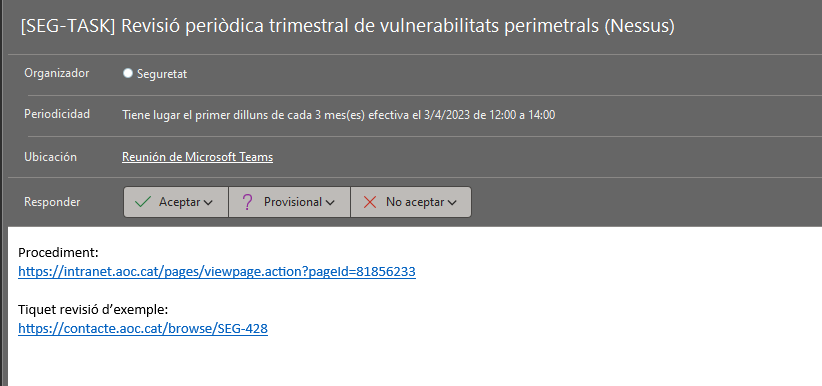 [SEG-TASK] Revisió periòdica trimestral de vulnerabilitats perimetrals (Nessus)
Organizador Seguretat
Periodicidad Tiene lugar el primer dilluns de cada 3 mes(es) efectiva el 3/4/2023 de 12:00 a 14:00
Ubicación Reunión de Microsoft Teams
Responder Aceptar Provisional No aceptar
Procediment:
https://intranet.aoc.cat/pages/viewpage.action?pageId=81856233
Tiquet revisió d'exemple:
https://contacte.aoc.cat/browse/SEG-428